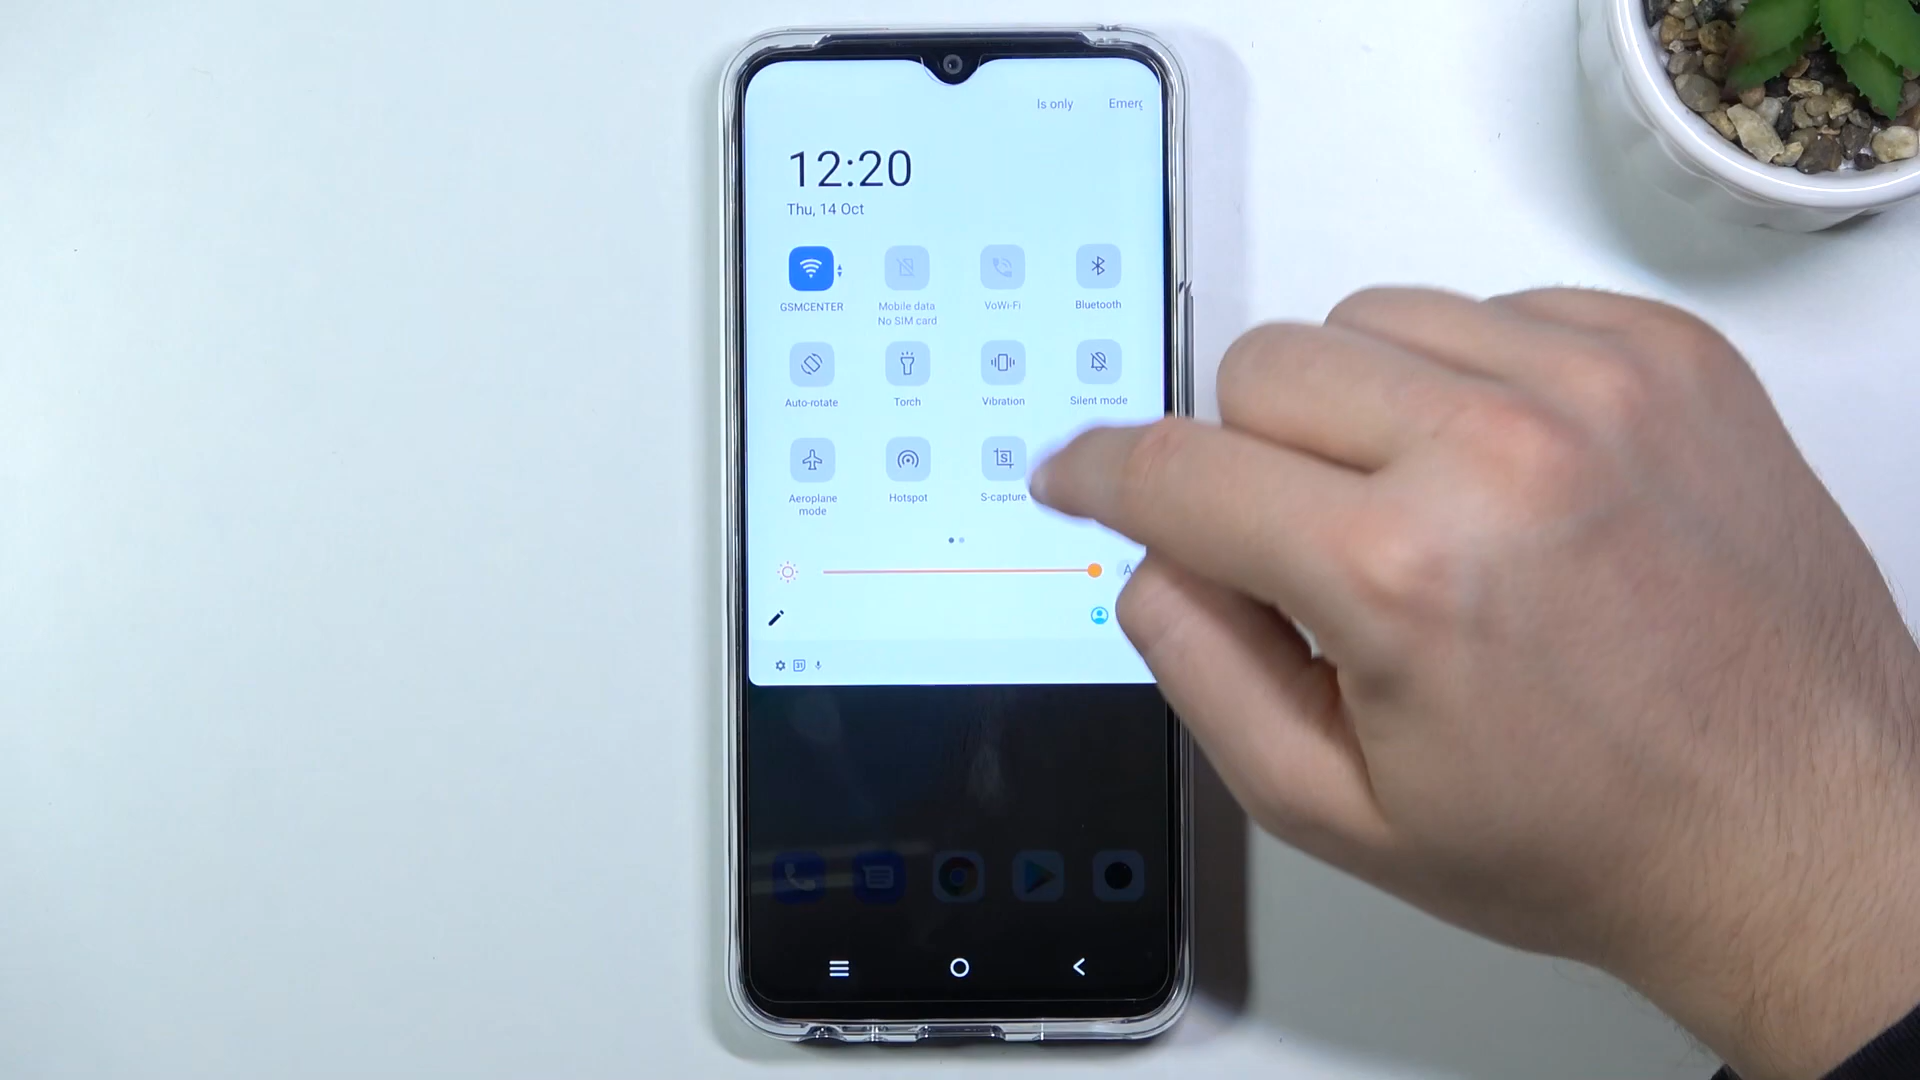 Is only Emerg
12:20
Thu, 14 Oct
GSMCENTER
Mobile data
No SIM card
VoWi-Fi
Bluetooth
Auto-rotate
Torch
Vibration
Silent mode
Aeroplane
mode
Hotspot
S-capture
A
31